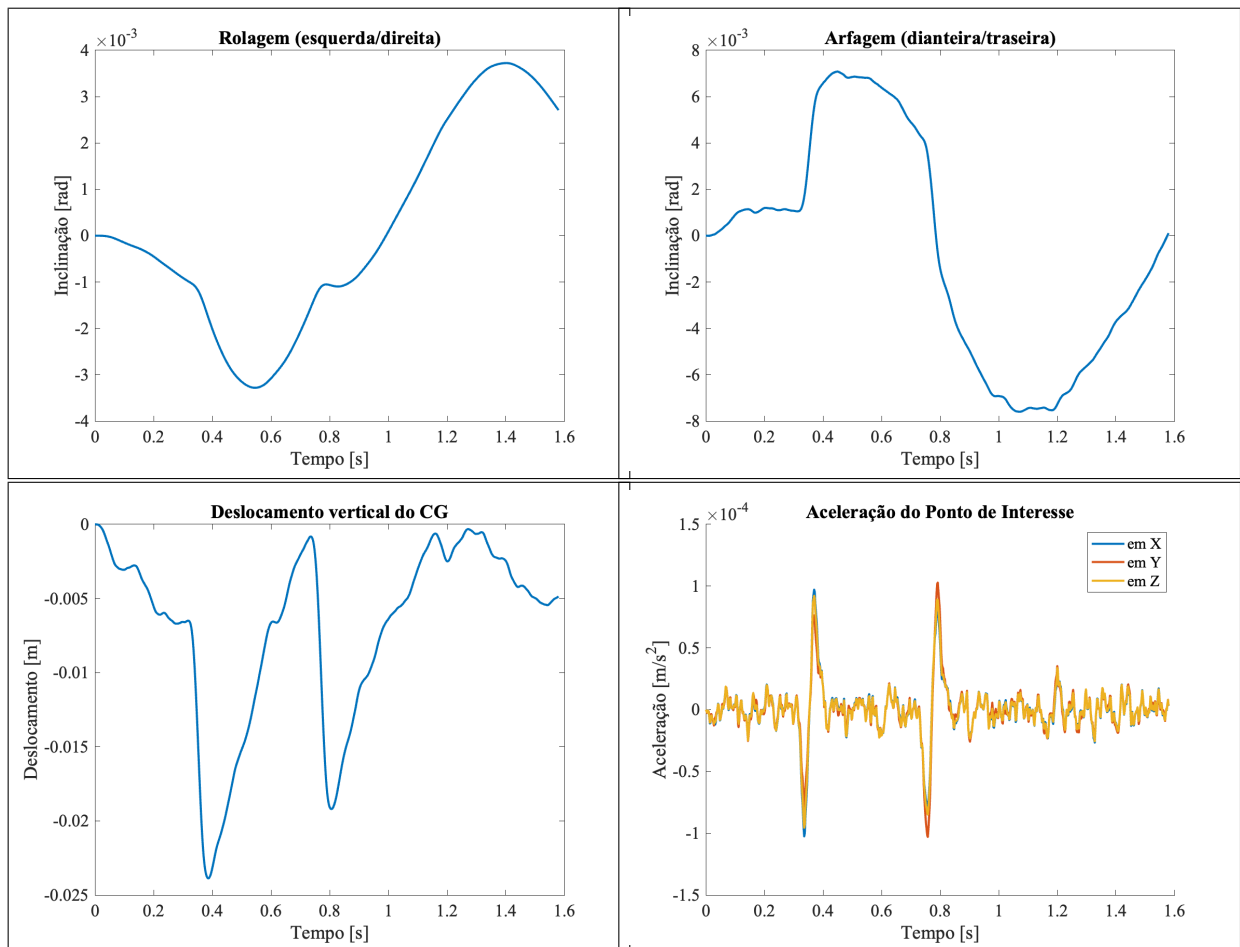 Rolagem (esquerda/direita)
×10⁻³
4
3
2
1
0
-1
-2
-3
-4
Inclinação [rad]
0 0.2 0.4 0.6 0.8 1 1.2 1.4 1.6
Tempo [s]
Arfagem (dianteira/traseira)
×10⁻³
8
6
4
2
0
-2
-4
-6
-8
Inclinação [rad]
0 0.2 0.4 0.6 0.8 1 1.2 1.4 1.6
Tempo [s]
Deslocamento vertical do CG
0
-0.005
-0.01
-0.015
-0.02
-0.025
Deslocamento [m]
0 0.2 0.4 0.6 0.8 1 1.2 1.4 1.6
Tempo [s]
Aceleração do Ponto de Interesse
×10⁻⁴
1.5
1
0.5
0
-0.5
-1
-1.5
Aceleração [m/s²]
em X
em Y
em Z
0 0.2 0.4 0.6 0.8 1 1.2 1.4 1.6
Tempo [s]